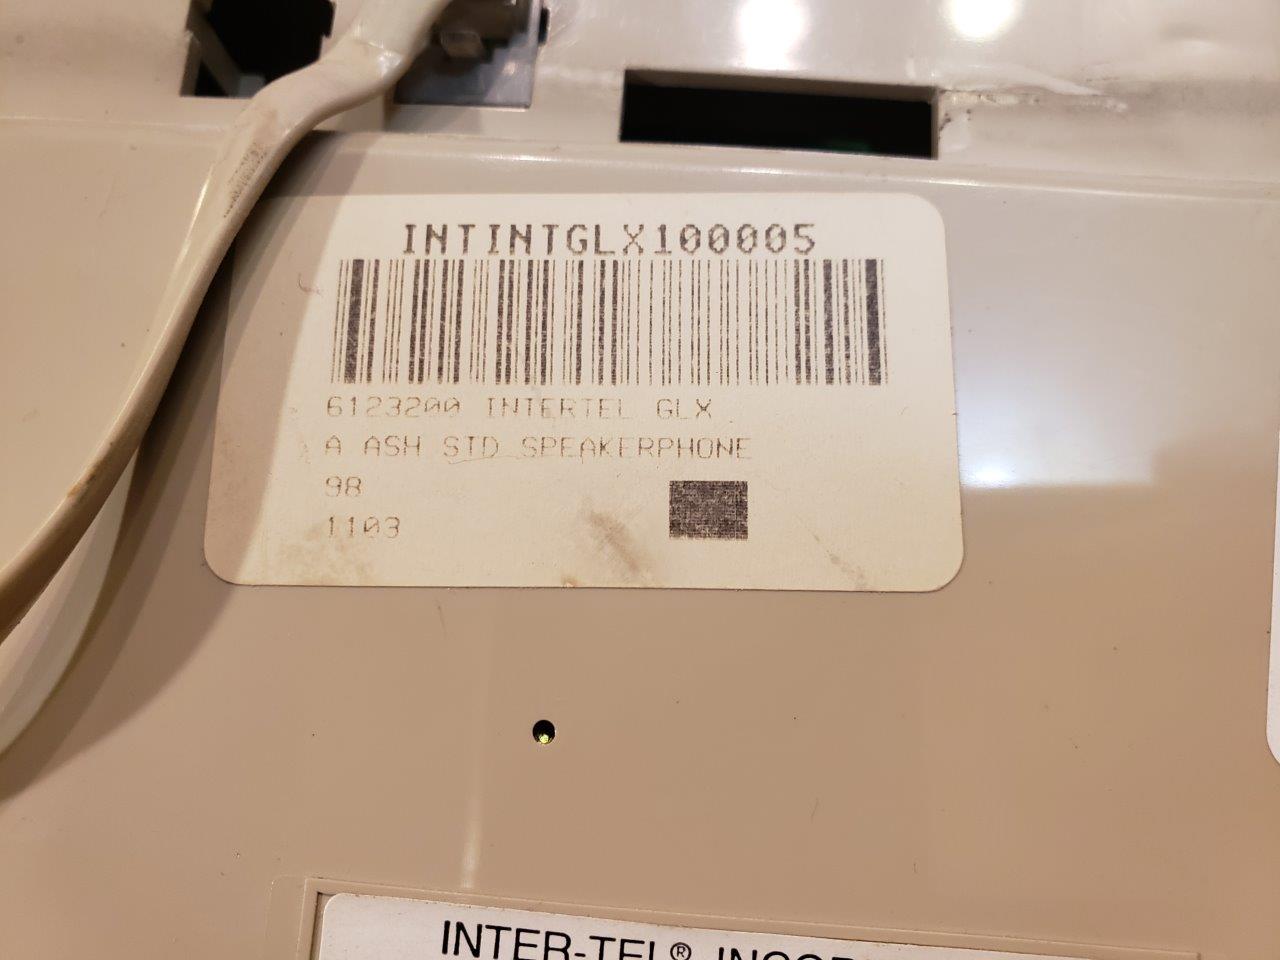 INTINTGLX100005
6123200 INTERTEL GLX
A ASH STD SPEAKERPHONE
98
1103
INTER-TEL®